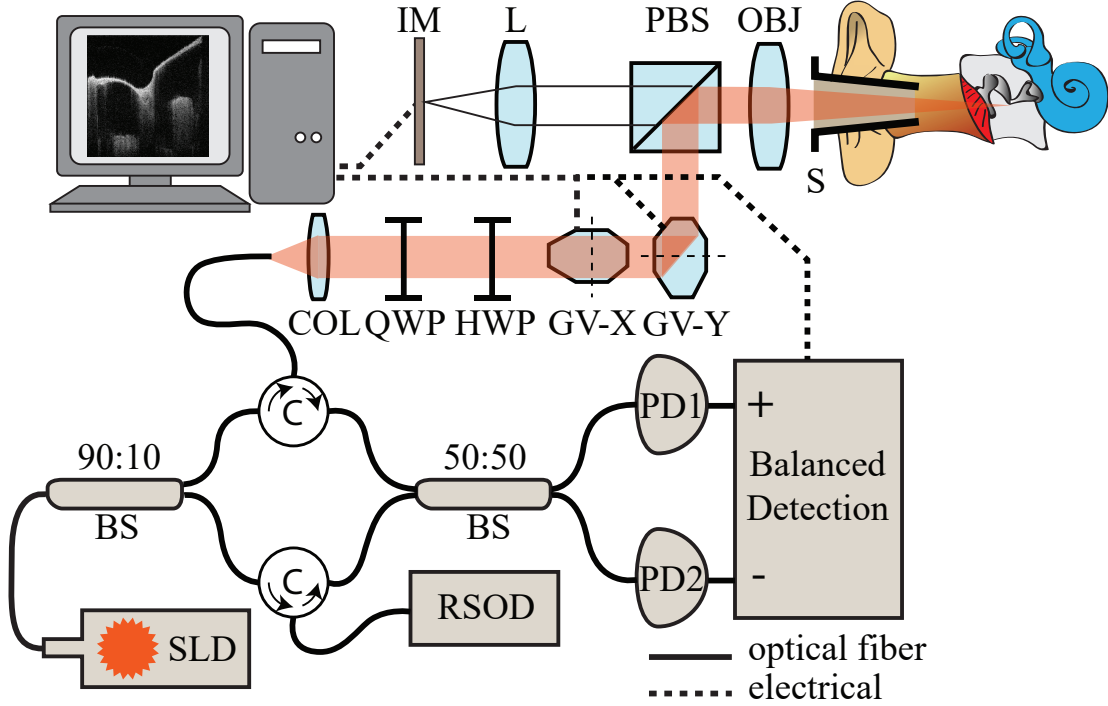 IM
L
PBS
OBJ
S
COL
QWP
HWP
GV-X
GV-Y
C
PD1
+
90:10
50:50
Balanced
Detection
BS
BS
C
PD2
-
RSOD
SLD
optical fiber
electrical